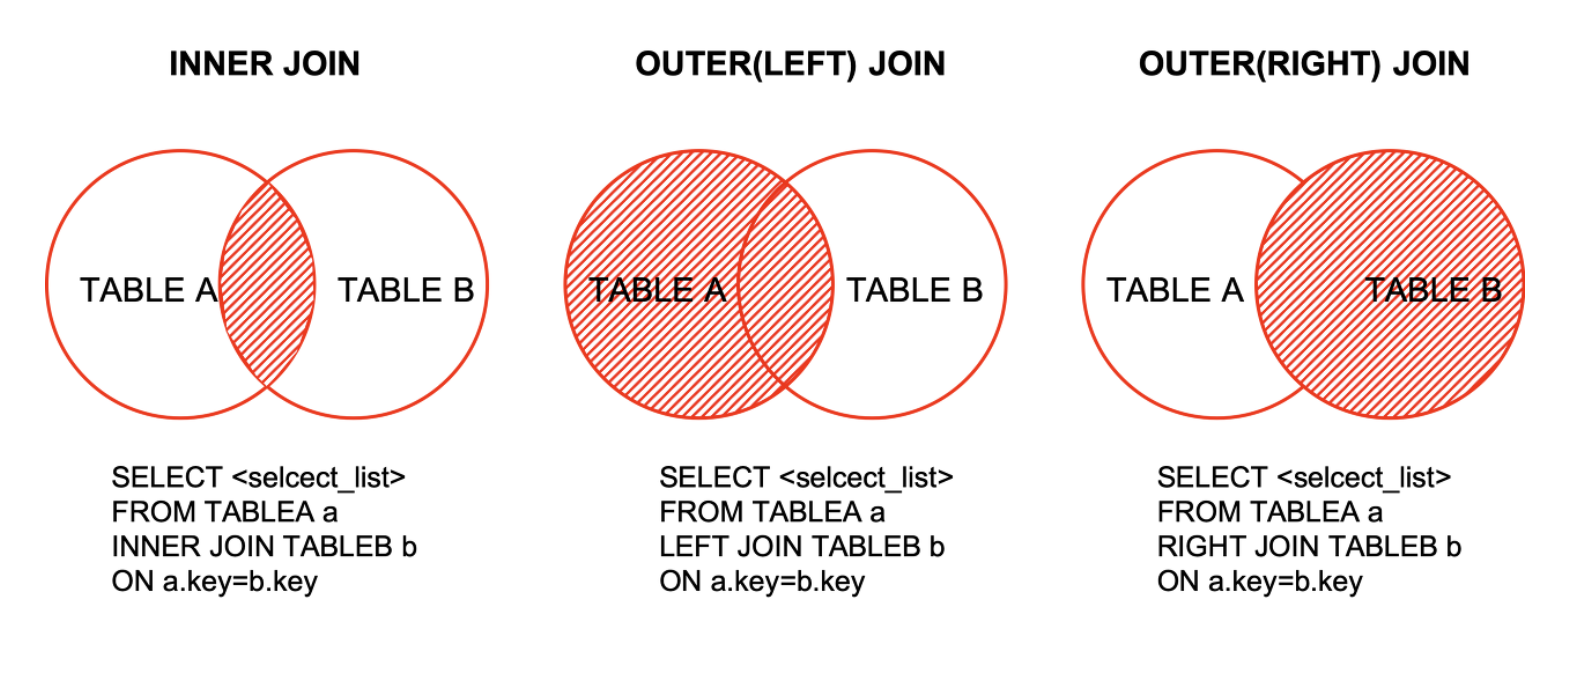 INNER JOIN
TABLE A
TABLE B
SELECT <selcect_list>
FROM TABLEA a
INNER JOIN TABLEB b
ON a.key=b.key
OUTER(LEFT) JOIN
TABLE A
TABLE B
SELECT <selcect_list>
FROM TABLEA a
LEFT JOIN TABLEB b
ON a.key=b.key
OUTER(RIGHT) JOIN
TABLE A
TABLE B
SELECT <selcect_list>
FROM TABLEA a
RIGHT JOIN TABLEB b
ON a.key=b.key